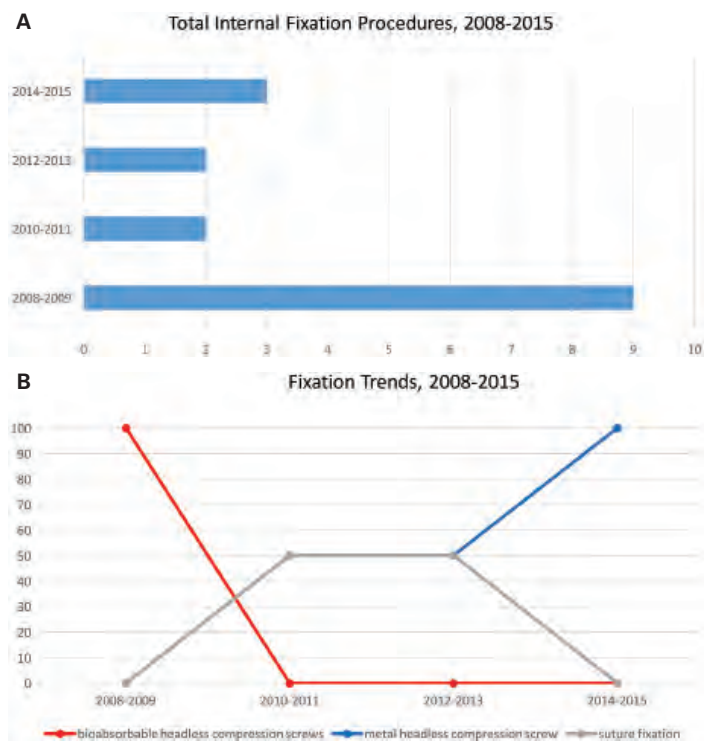 A
Total Internal Fixation Procedures, 2008-2015
2014-2015
2012-2013
2010-2011
2008-2009
0 1 2 3 4 5 6 7 8 9 10
B
Fixation Trends, 2008-2015
100
90
80
70
60
50
40
30
20
10
0
2008-2009 2010-2011 2012-2013 2014-2015
bioabsorbable headless compression screws metal headless compression screw suture fixation